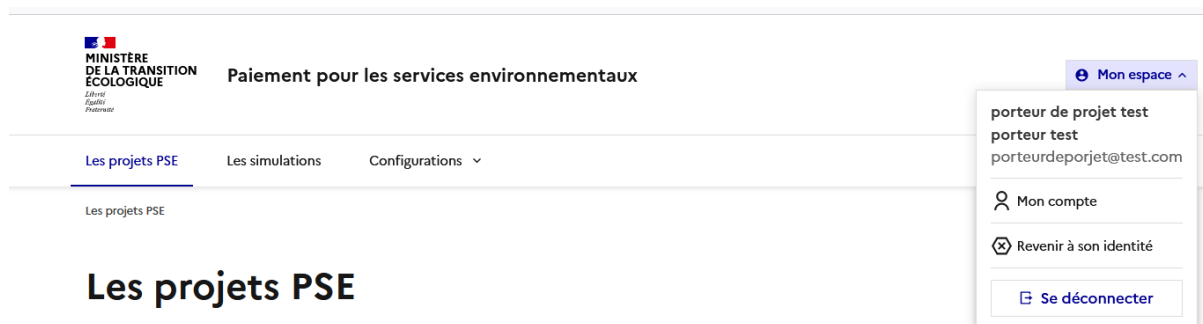 MINISTÈRE
DE LA TRANSITION
ÉCOLOGIQUE
Liberté
Égalité
Fraternité
Paiement pour les services environnementaux
Mon espace
porteur de projet test
porteur test
porteurdeporjet@test.com
Mon compte
Revenir à son identité
Se déconnecter
Les projets PSE
Les simulations
Configurations
Les projets PSE
Les projets PSE